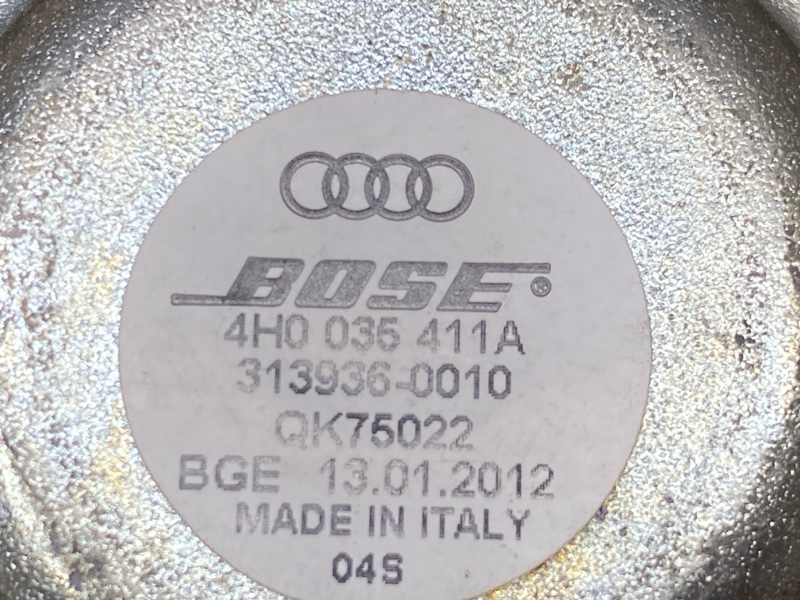 BOSE®
4H0 035 411A
313936-0010
QK75022
BGE 13.01.2012
MADE IN ITALY
04S